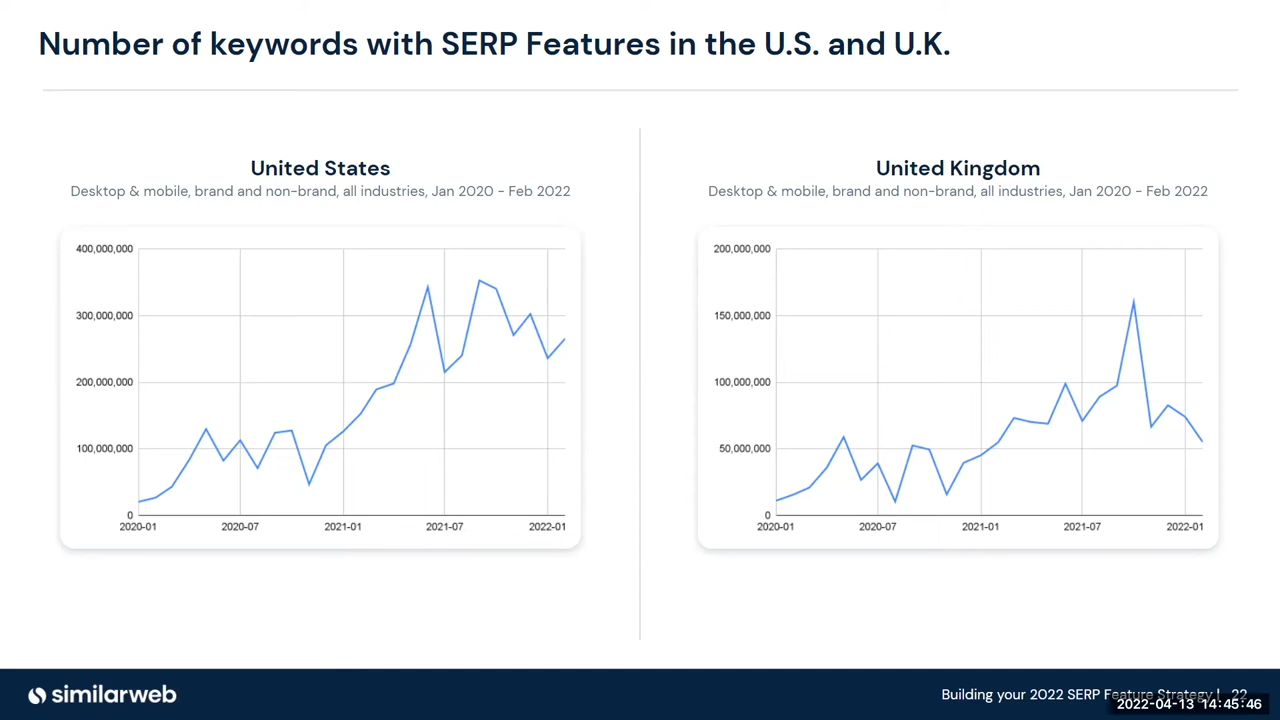 Number of keywords with SERP Features in the U.S. and U.K.
United States
Desktop & mobile, brand and non-brand, all industries, Jan 2020 - Feb 2022
400,000,000
300,000,000
200,000,000
100,000,000
0
2020-01 2020-07 2021-01 2021-07 2022-01
United Kingdom
Desktop & mobile, brand and non-brand, all industries, Jan 2020 - Feb 2022
200,000,000
150,000,000
100,000,000
50,000,000
0
2020-01 2020-07 2021-01 2021-07 2022-01
similarweb
Building your 2022 SERP Feature Strategy | 22
2022-04-13 14:45:46